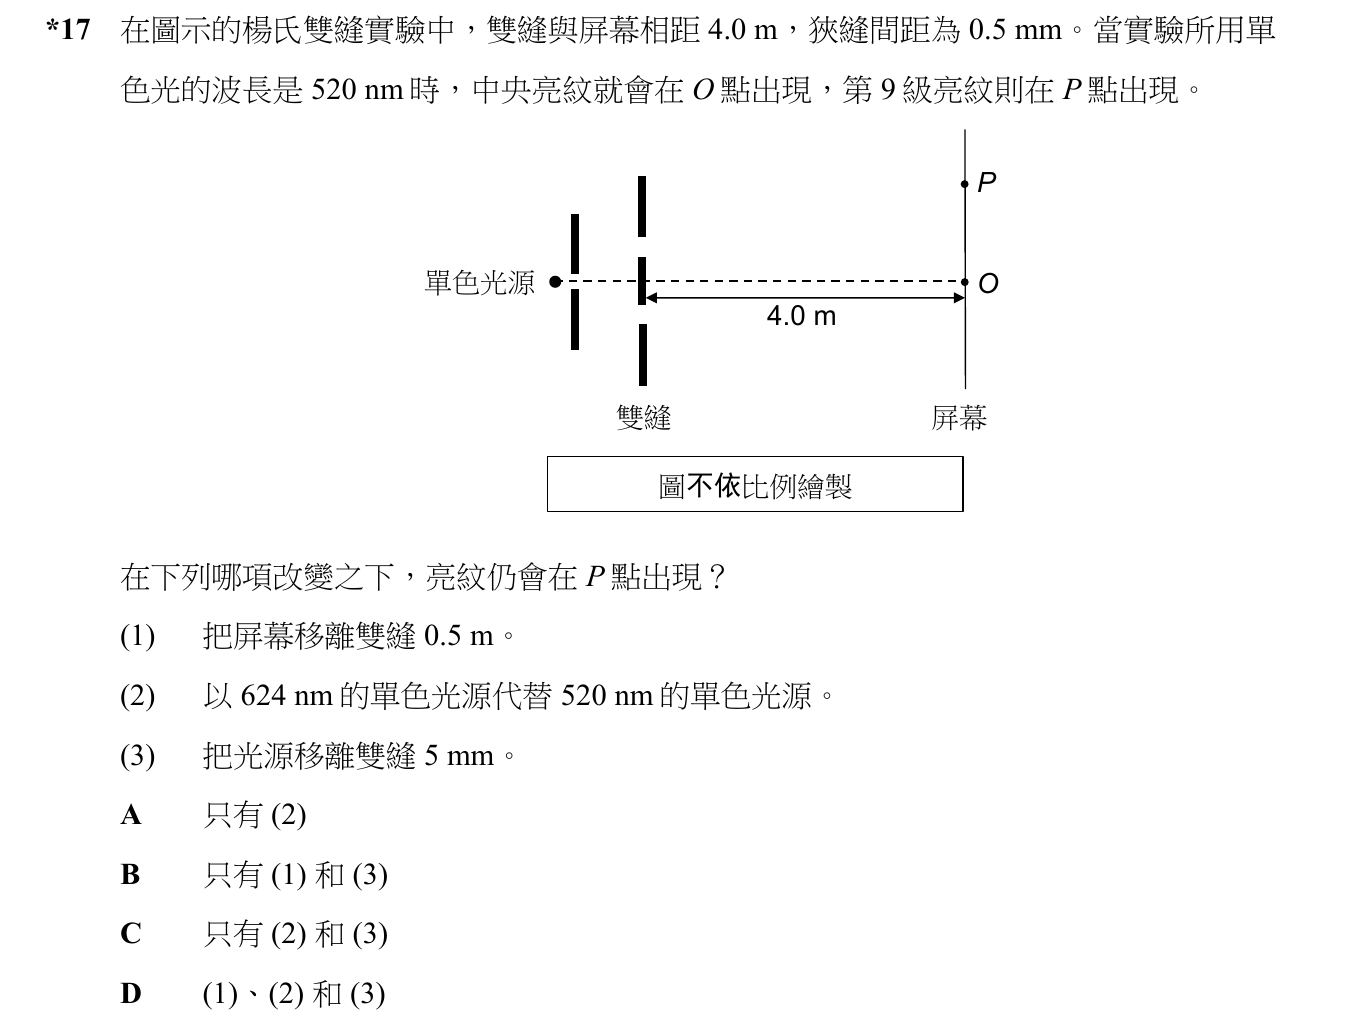 *17 在圖示的楊氏雙縫實驗中，雙縫與屏幕相距 4.0 m，狹縫間距為 0.5 mm。當實驗所用單
色光的波長是 520 nm 時，中央亮紋就會在 O 點出現，第 9 級亮紋則在 P 點出現。
P
單色光源
O
4.0 m
雙縫
屏幕
圖不依比例繪製
在下列哪項改變之下，亮紋仍會在 P 點出現？
(1) 把屏幕移離雙縫 0.5 m。
(2) 以 624 nm 的單色光源代替 520 nm 的單色光源。
(3) 把光源移離雙縫 5 mm。
A 只有 (2)
B 只有 (1) 和 (3)
C 只有 (2) 和 (3)
D (1)、(2) 和 (3)